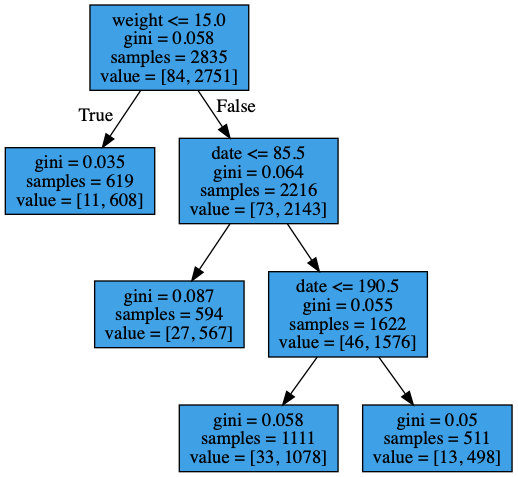 weight <= 15.0
gini = 0.058
samples = 2835
value = [84, 2751]
True
False
gini = 0.035
samples = 619
value = [11, 608]
date <= 85.5
gini = 0.064
samples = 2216
value = [73, 2143]
gini = 0.087
samples = 594
value = [27, 567]
date <= 190.5
gini = 0.055
samples = 1622
value = [46, 1576]
gini = 0.058
samples = 1111
value = [33, 1078]
gini = 0.05
samples = 511
value = [13, 498]